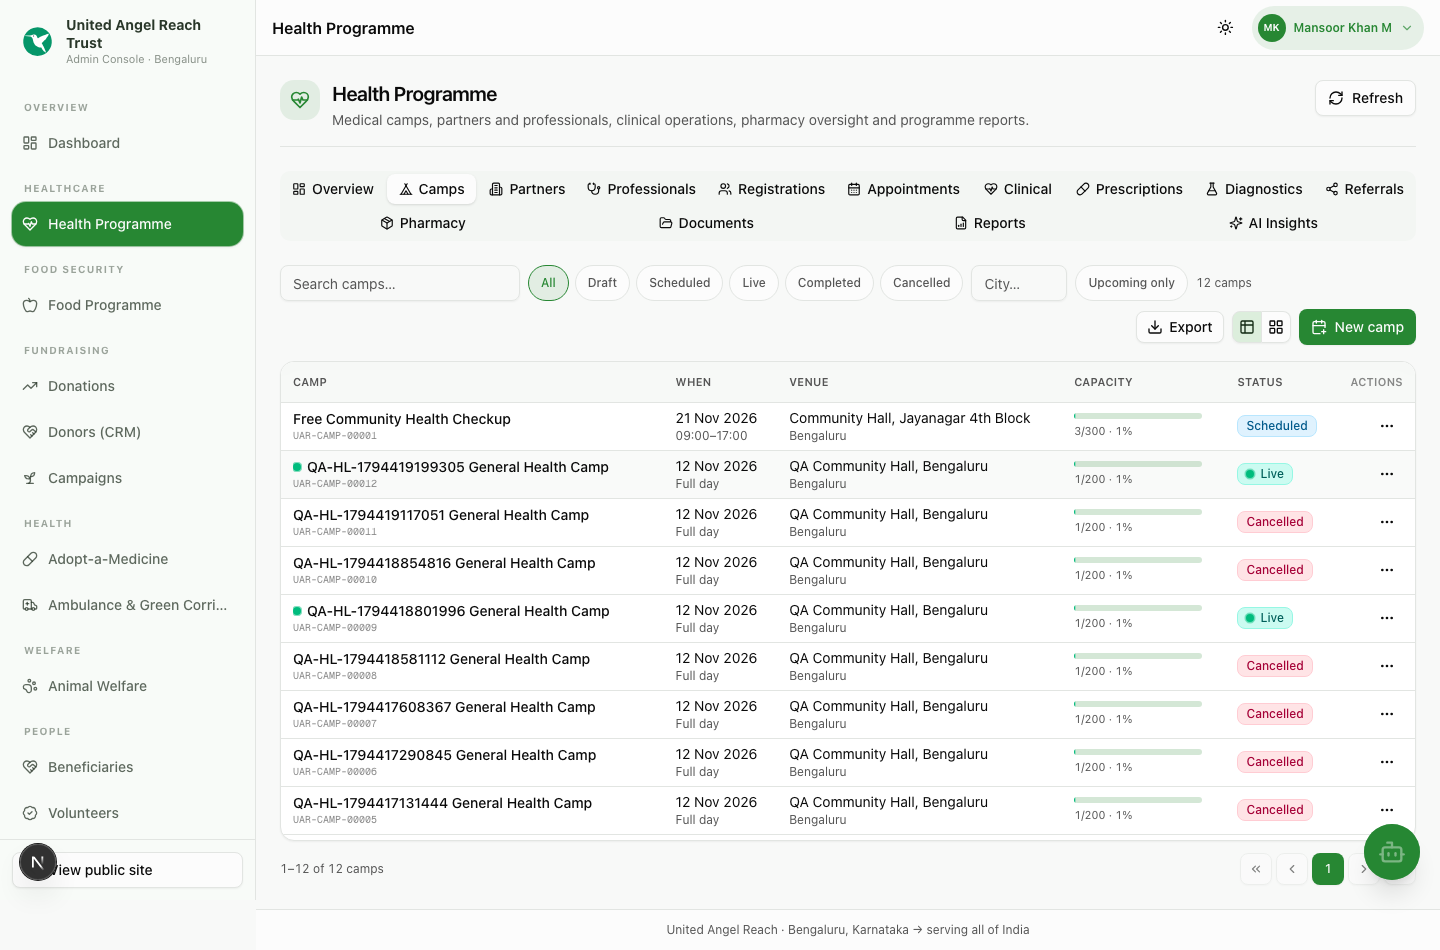 United Angel Reach
Trust
Admin Console · Bengaluru
OVERVIEW
Dashboard
HEALTHCARE
Health Programme
FOOD SECURITY
Food Programme
FUNDRAISING
Donations
Donors (CRM)
Campaigns
HEALTH
Adopt-a-Medicine
Ambulance & Green Corri...
WELFARE
Animal Welfare
PEOPLE
Beneficiaries
Volunteers
N
View public site
Health Programme
MK Mansoor Khan M
Health Programme
Medical camps, partners and professionals, clinical operations, pharmacy oversight and programme reports.
Refresh
Overview Camps Partners Professionals Registrations Appointments Clinical Prescriptions Diagnostics Referrals
Pharmacy Documents Reports AI Insights
Search camps... All Draft Scheduled Live Completed Cancelled City... Upcoming only 12 camps
Export New camp
CAMP WHEN VENUE CAPACITY STATUS ACTIONS
Free Community Health Checkup 21 Nov 2026 Community Hall, Jayanagar 4th Block Scheduled
UAR-CAMP-00001 09:00–17:00 Bengaluru 3/300 · 1%
QA-HL-1794419199305 General Health Camp 12 Nov 2026 QA Community Hall, Bengaluru Live
UAR-CAMP-00012 Full day Bengaluru 1/200 · 1%
QA-HL-1794419117051 General Health Camp 12 Nov 2026 QA Community Hall, Bengaluru Cancelled
UAR-CAMP-00011 Full day Bengaluru 1/200 · 1%
QA-HL-1794418854816 General Health Camp 12 Nov 2026 QA Community Hall, Bengaluru Cancelled
UAR-CAMP-00010 Full day Bengaluru 1/200 · 1%
QA-HL-1794418801996 General Health Camp 12 Nov 2026 QA Community Hall, Bengaluru Live
UAR-CAMP-00009 Full day Bengaluru 1/200 · 1%
QA-HL-1794418581112 General Health Camp 12 Nov 2026 QA Community Hall, Bengaluru Cancelled
UAR-CAMP-00008 Full day Bengaluru 1/200 · 1%
QA-HL-1794417608367 General Health Camp 12 Nov 2026 QA Community Hall, Bengaluru Cancelled
UAR-CAMP-00007 Full day Bengaluru 1/200 · 1%
QA-HL-1794417290845 General Health Camp 12 Nov 2026 QA Community Hall, Bengaluru Cancelled
UAR-CAMP-00006 Full day Bengaluru 1/200 · 1%
QA-HL-1794417131444 General Health Camp 12 Nov 2026 QA Community Hall, Bengaluru Cancelled
UAR-CAMP-00005 Full day Bengaluru 1/200 · 1%
1–12 of 12 camps « ‹ 1 ›
United Angel Reach · Bengaluru, Karnataka → serving all of India